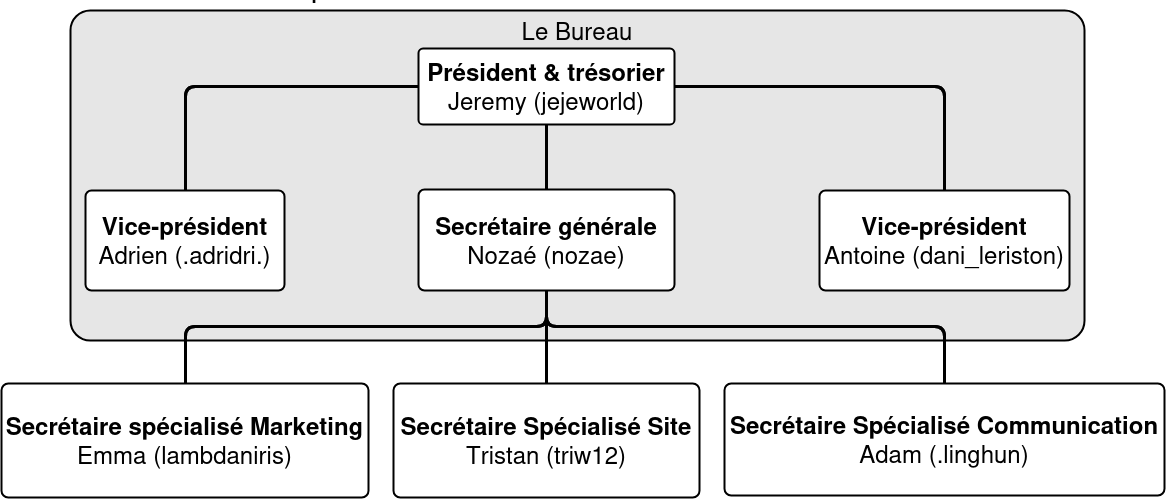 Le Bureau
Président & trésorier
Jeremy (jejeworld)
Vice-président
Adrien (.adridri.)
Secrétaire générale
Nozaé (nozae)
Vice-président
Antoine (dani_leriston)
Secrétaire spécialisé Marketing
Emma (lambdaniris)
Secrétaire Spécialisé Site
Tristan (triw12)
Secrétaire Spécialisé Communication
Adam (.linghun)